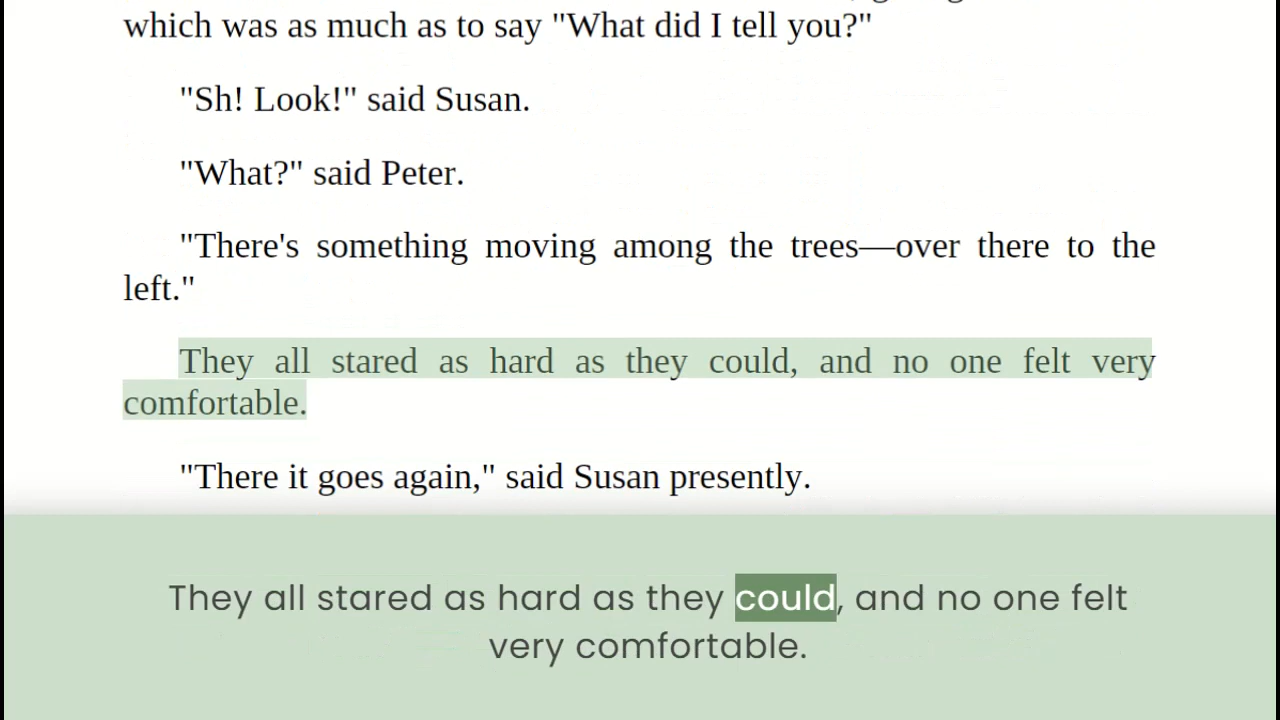 which was as much as to say "What did I tell you?"
"Sh! Look!" said Susan.
"What?" said Peter.
"There's something moving among the trees—over there to the
left."
They all stared as hard as they could, and no one felt very
comfortable.
"There it goes again," said Susan presently.
They all stared as hard as they could, and no one felt
very comfortable.